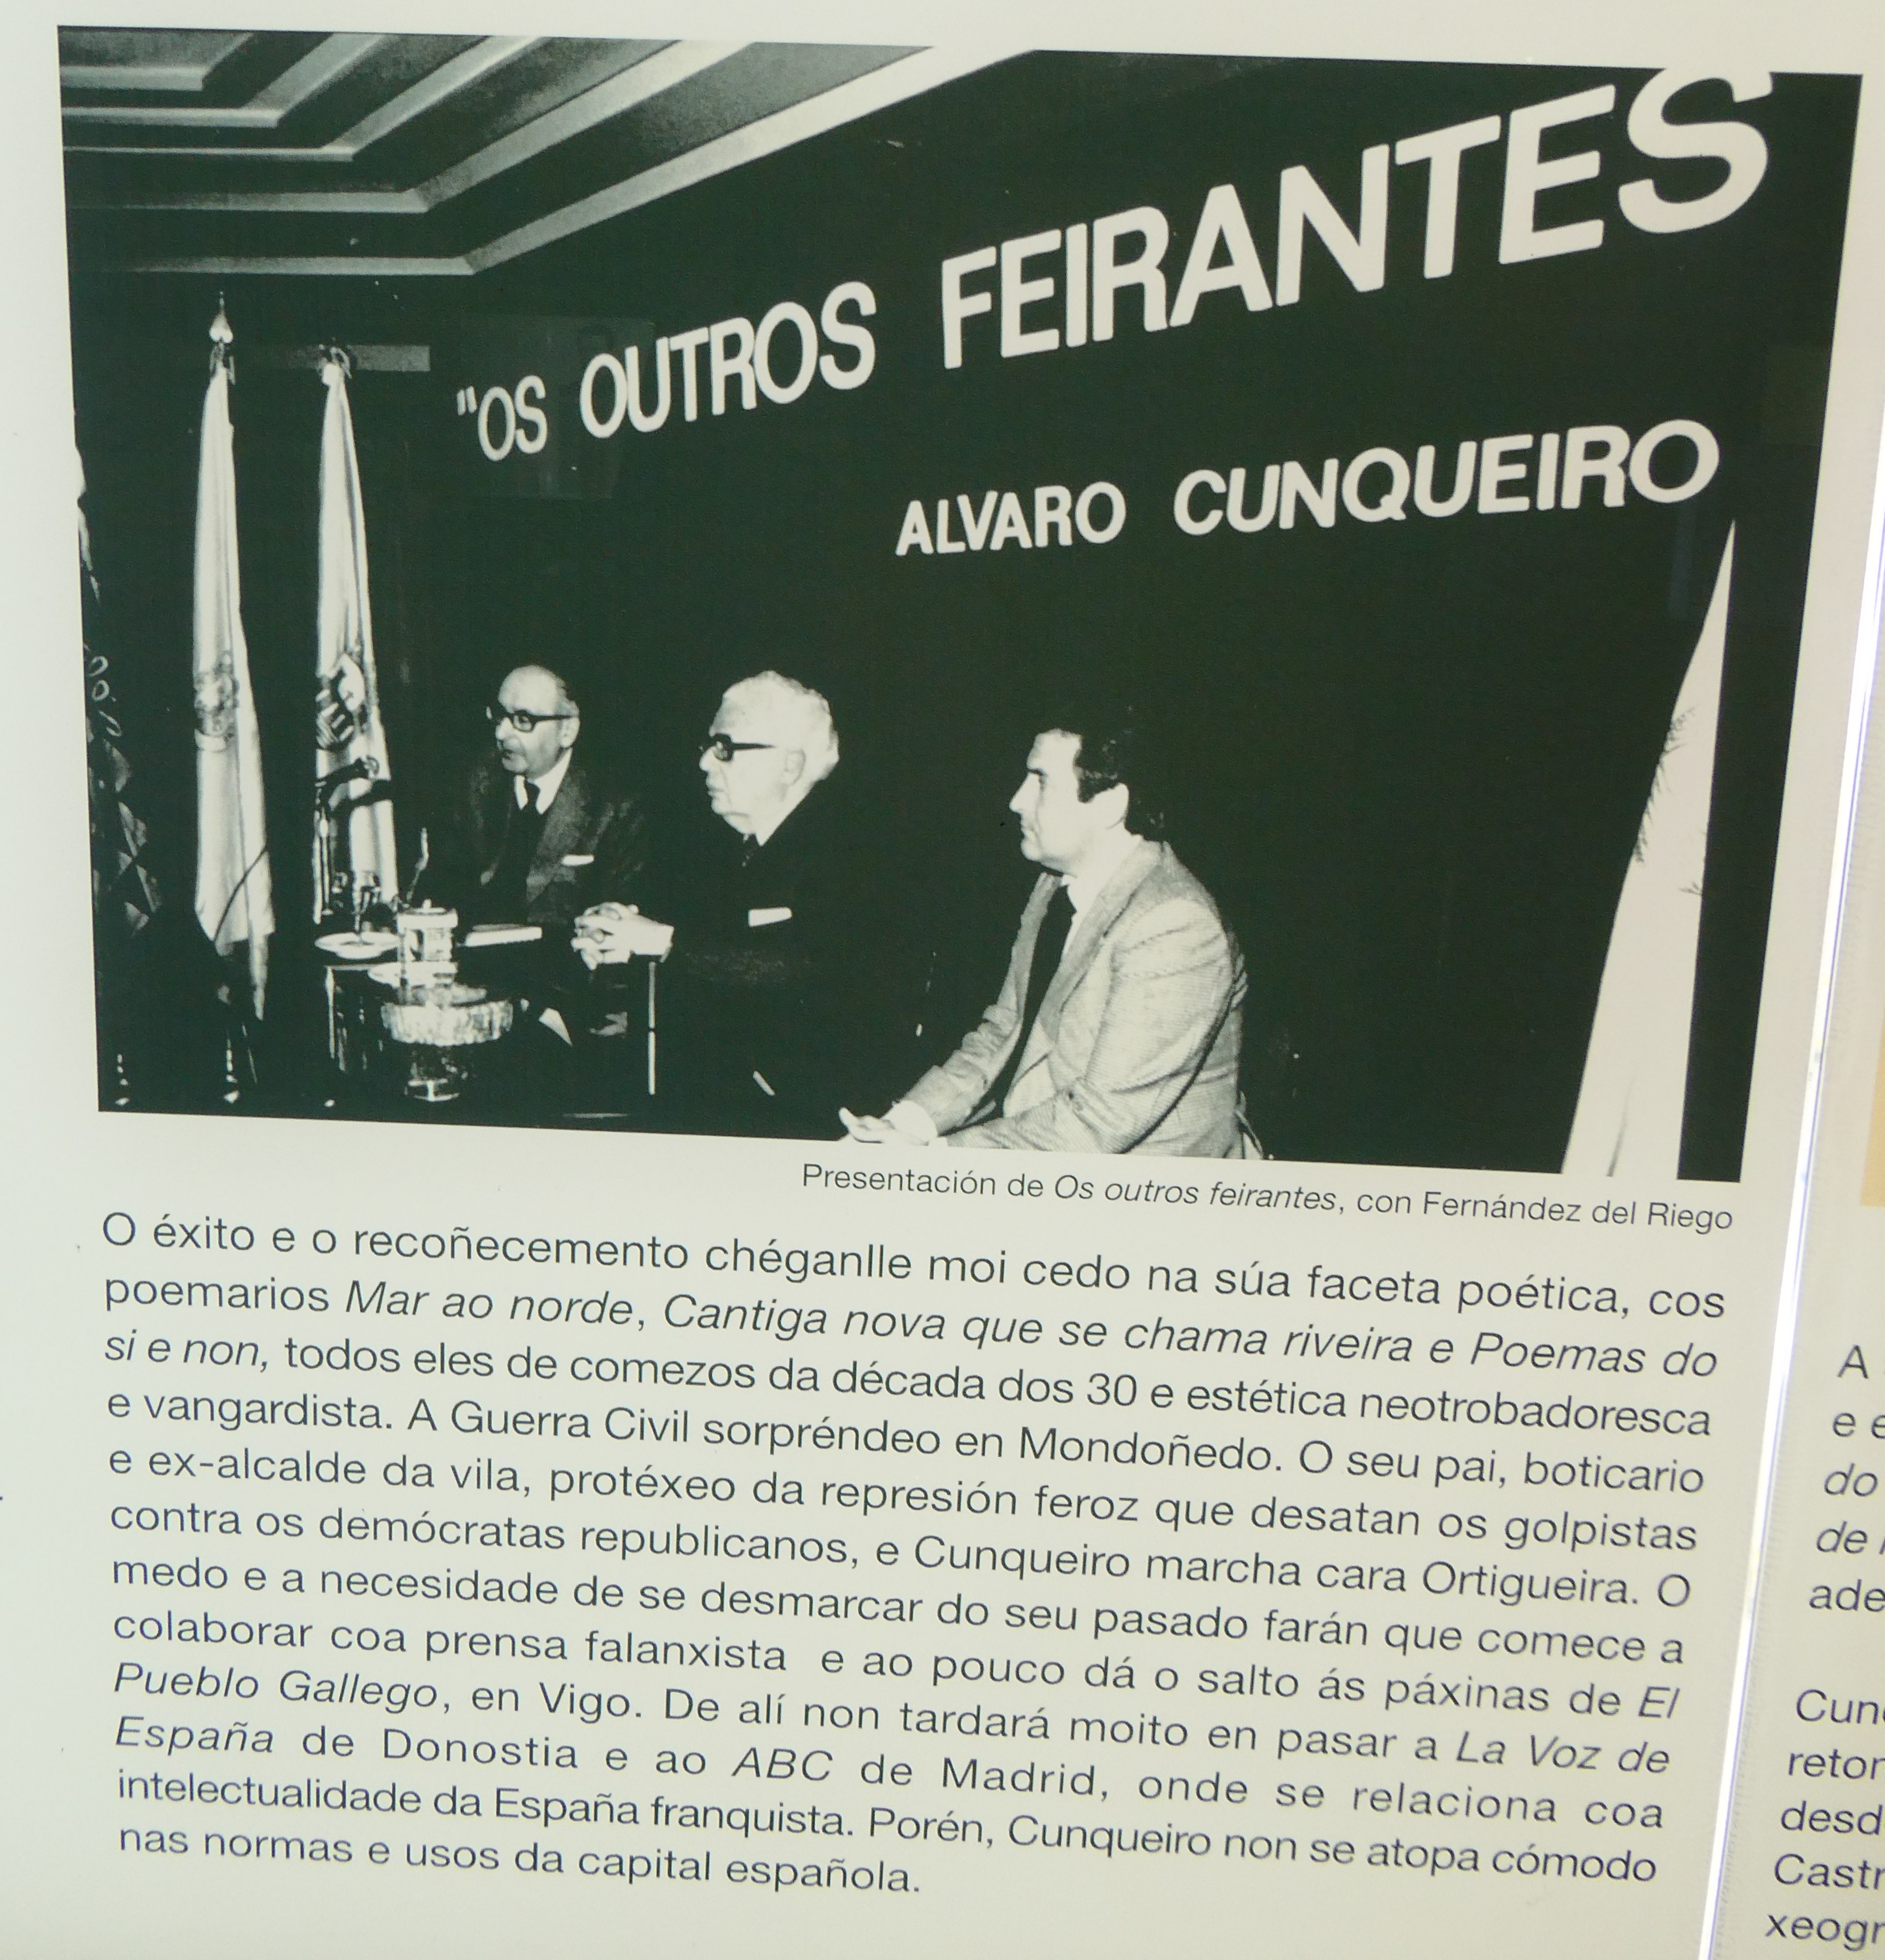 "OS OUTROS FEIRANTES
ALVARO CUNQUEIRO
Presentación de Os outros feirantes, con Fernández del Riego
O éxito e o recoñecemento chéganlle moi cedo na súa faceta poética, cos
poemarios Mar ao norde, Cantiga nova que se chama riveira e Poemas do
si e non, todos eles de comezos da década dos 30 e estética neotrobadoresca
e vangardista. A Guerra Civil sorpréndeo en Mondoñedo. O seu pai, boticario
e ex-alcalde da vila, protéxeo da represión feroz que desatan os golpistas
contra os demócratas republicanos, e Cunqueiro marcha cara Ortigueira. O
medo e a necesidade de se desmarcar do seu pasado farán que comece a
colaborar coa prensa falanxista e ao pouco dá o salto ás páxinas de El
Pueblo Gallego, en Vigo. De alí non tardará moito en pasar a La Voz de
España de Donostia e ao ABC de Madrid, onde se relaciona coa
intelectualidade da España franquista. Porén, Cunqueiro non se atopa cómodo
nas normas e usos da capital española.
A
e e
do
de
ade
Cun
retor
desd
Castr
xeogr